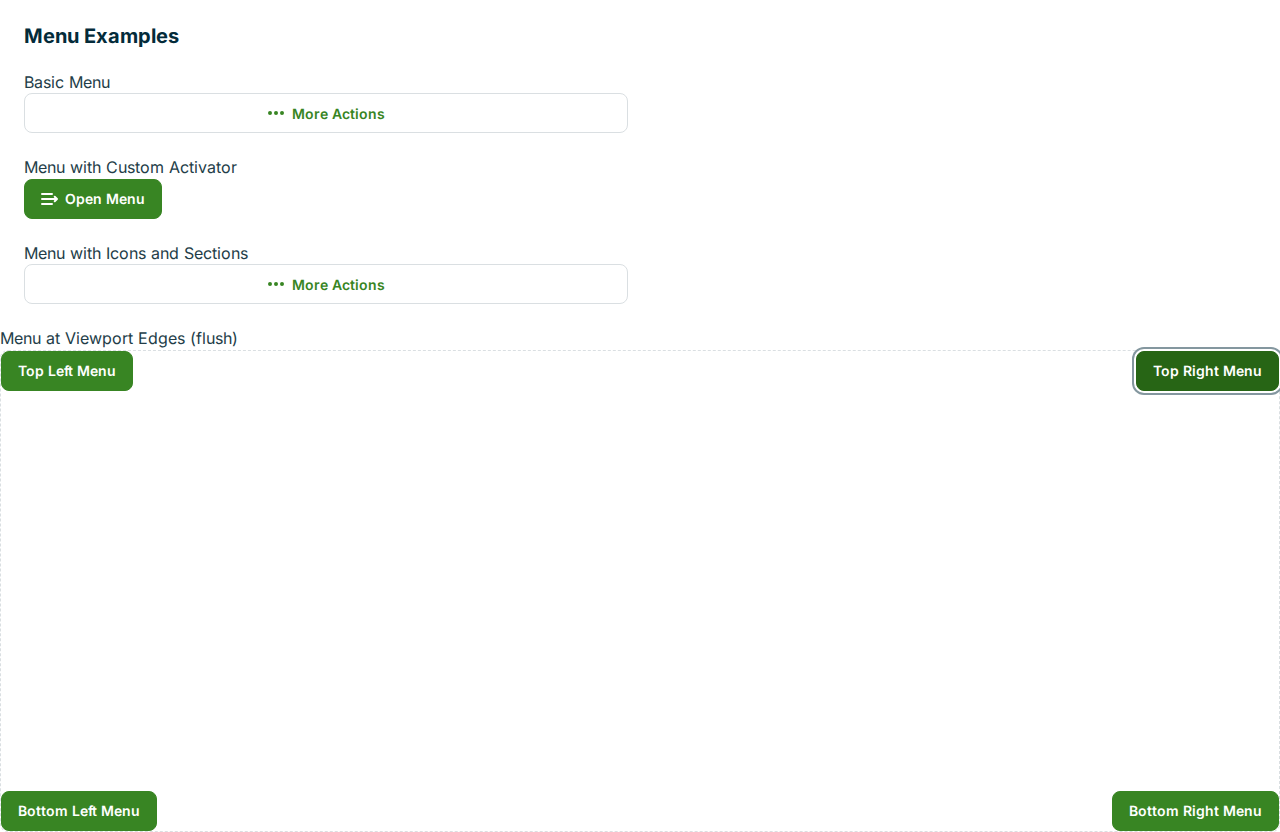 Menu Examples
Basic Menu
More Actions
Menu with Custom Activator
Open Menu
Menu with Icons and Sections
More Actions
Menu at Viewport Edges (flush)
Top Left Menu
Top Right Menu
Bottom Left Menu
Bottom Right Menu